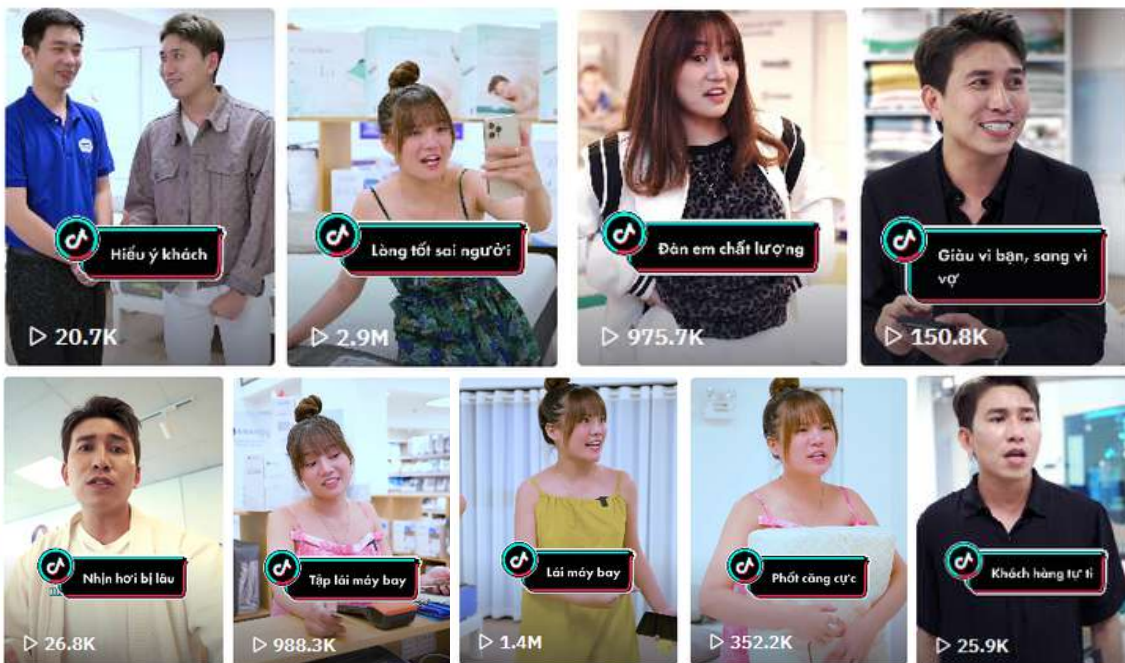 Hiểu ý khách
20.7K
Lòng tốt sai người
2.9M
Đàn em chất lượng
975.7K
Giàu vì bạn, sang vì
vợ
150.8K
Nhịn hơi bị lâu
26.8K
Tập lái máy bay
988.3K
Lái máy bay
1.4M
Phốt căng cực
352.2K
Khách hàng tự ti
25.9K